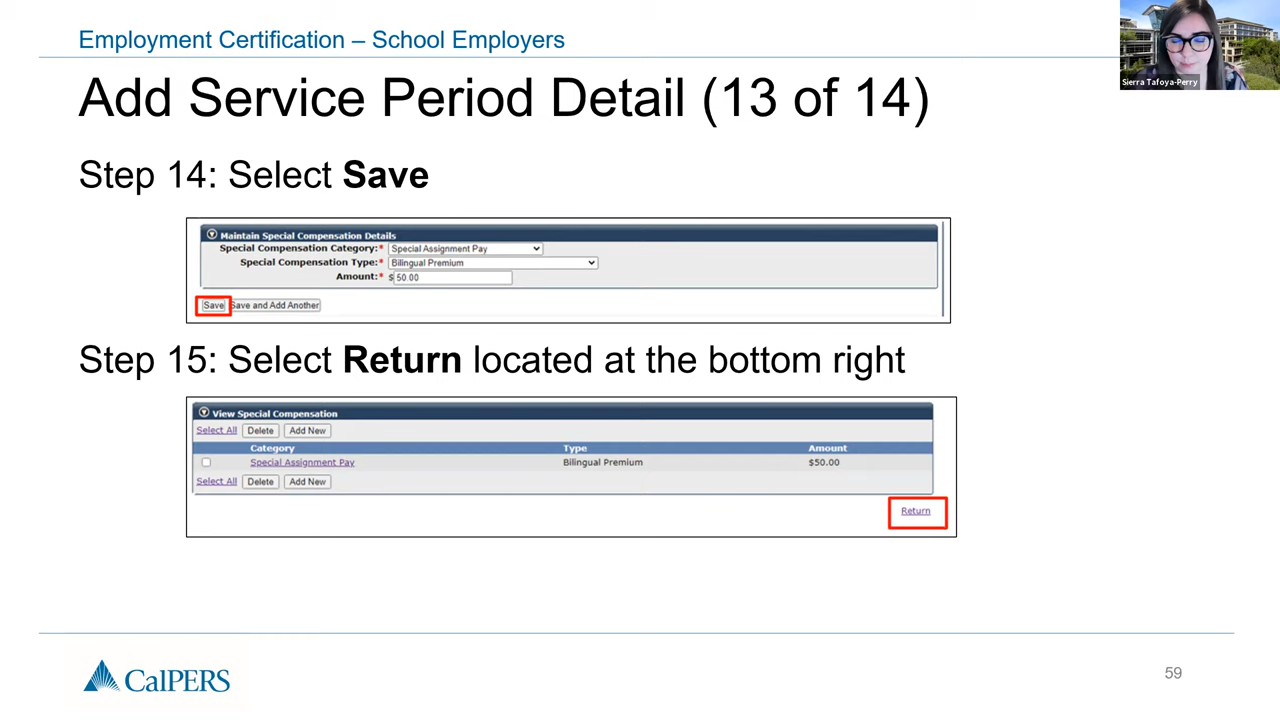 Employment Certification – School Employers
Sierra Tafoya-Perry
Add Service Period Detail (13 of 14)
Step 14: Select Save
Maintain Special Compensation Details
Special Compensation Category:* Special Assignment Pay
Special Compensation Type:* Bilingual Premium
Amount:* $50.00
Save Save and Add Another
Step 15: Select Return located at the bottom right
View Special Compensation
Select All Delete Add New
Category Type Amount
Special Assignment Pay Bilingual Premium $50.00
Select All Delete Add New
Return
CalPERS
59